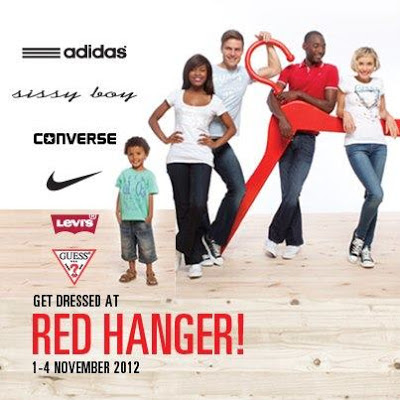 adidas
sissy boy
CONVERSE
LEVI'S
GUESS
?
GET DRESSED AT
RED HANGER!
1-4 NOVEMBER 2012